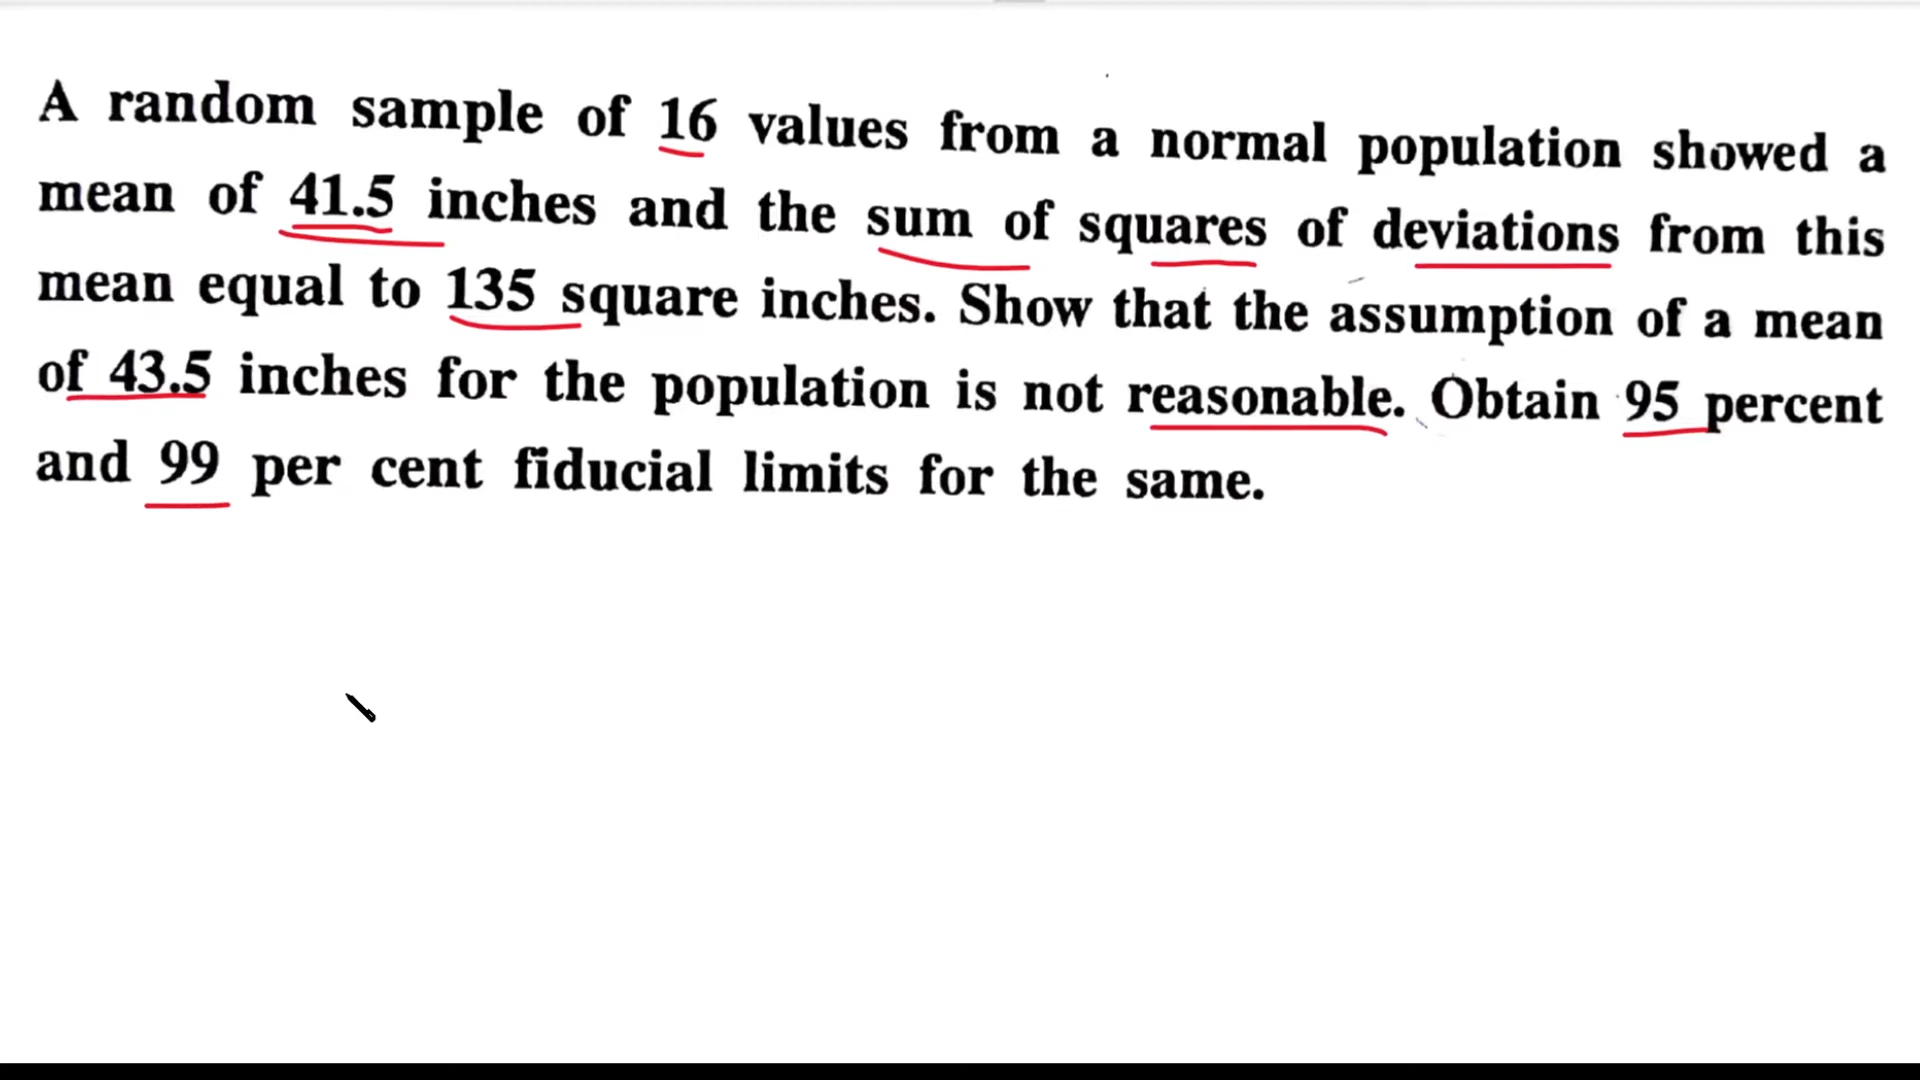 A random sample of 16 values from a normal population showed a
mean of 41.5 inches and the sum of squares of deviations from this
mean equal to 135 square inches. Show that the assumption of a mean
of 43.5 inches for the population is not reasonable. Obtain 95 percent
and 99 per cent fiducial limits for the same.